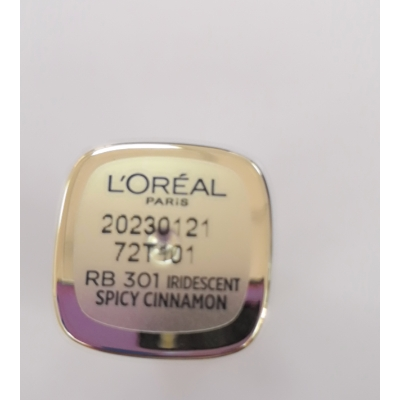 L'ORÉAL
PARIS
20230121
RB 301 IRIDESCENT
SPICY CINNAMON